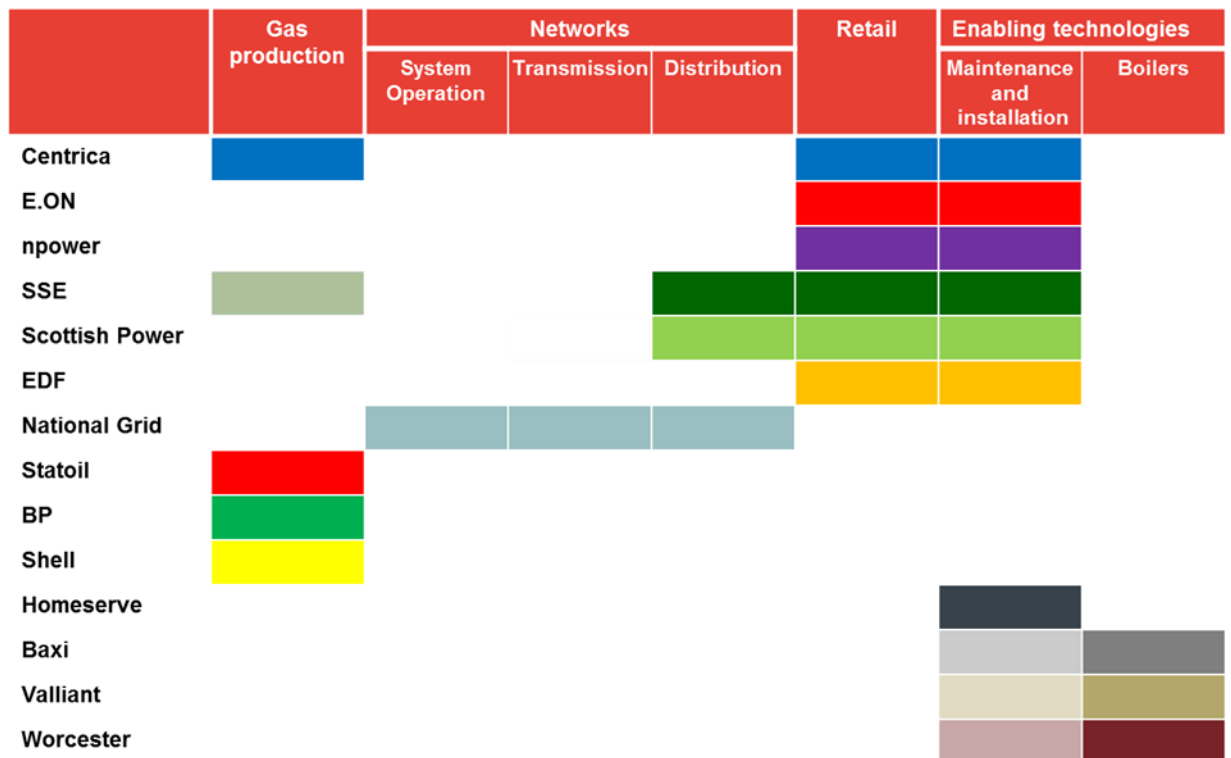 Gas
production
Networks
Retail
Enabling technologies
System
Operation
Transmission
Distribution
Maintenance
and
installation
Boilers
Centrica
E.ON
npower
SSE
Scottish Power
EDF
National Grid
Statoil
BP
Shell
Homeserve
Baxi
Valliant
Worcester